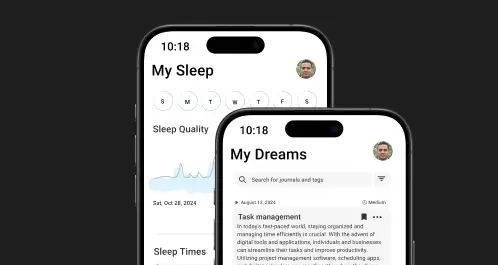 10:18
My Sleep
S M T W T F S
Sleep Quality
Sat, Oct 28, 2024
Sleep Times
10:18
My Dreams
Search for journals and tags
August 12, 2024
Medium
Task management
In today's fast-paced world, staying organized and
managing time efficiently is crucial. With the advent of
digital tools and applications, individuals and businesses
can streamline their tasks and improve productivity.
Utilizing project management software, scheduling apps,